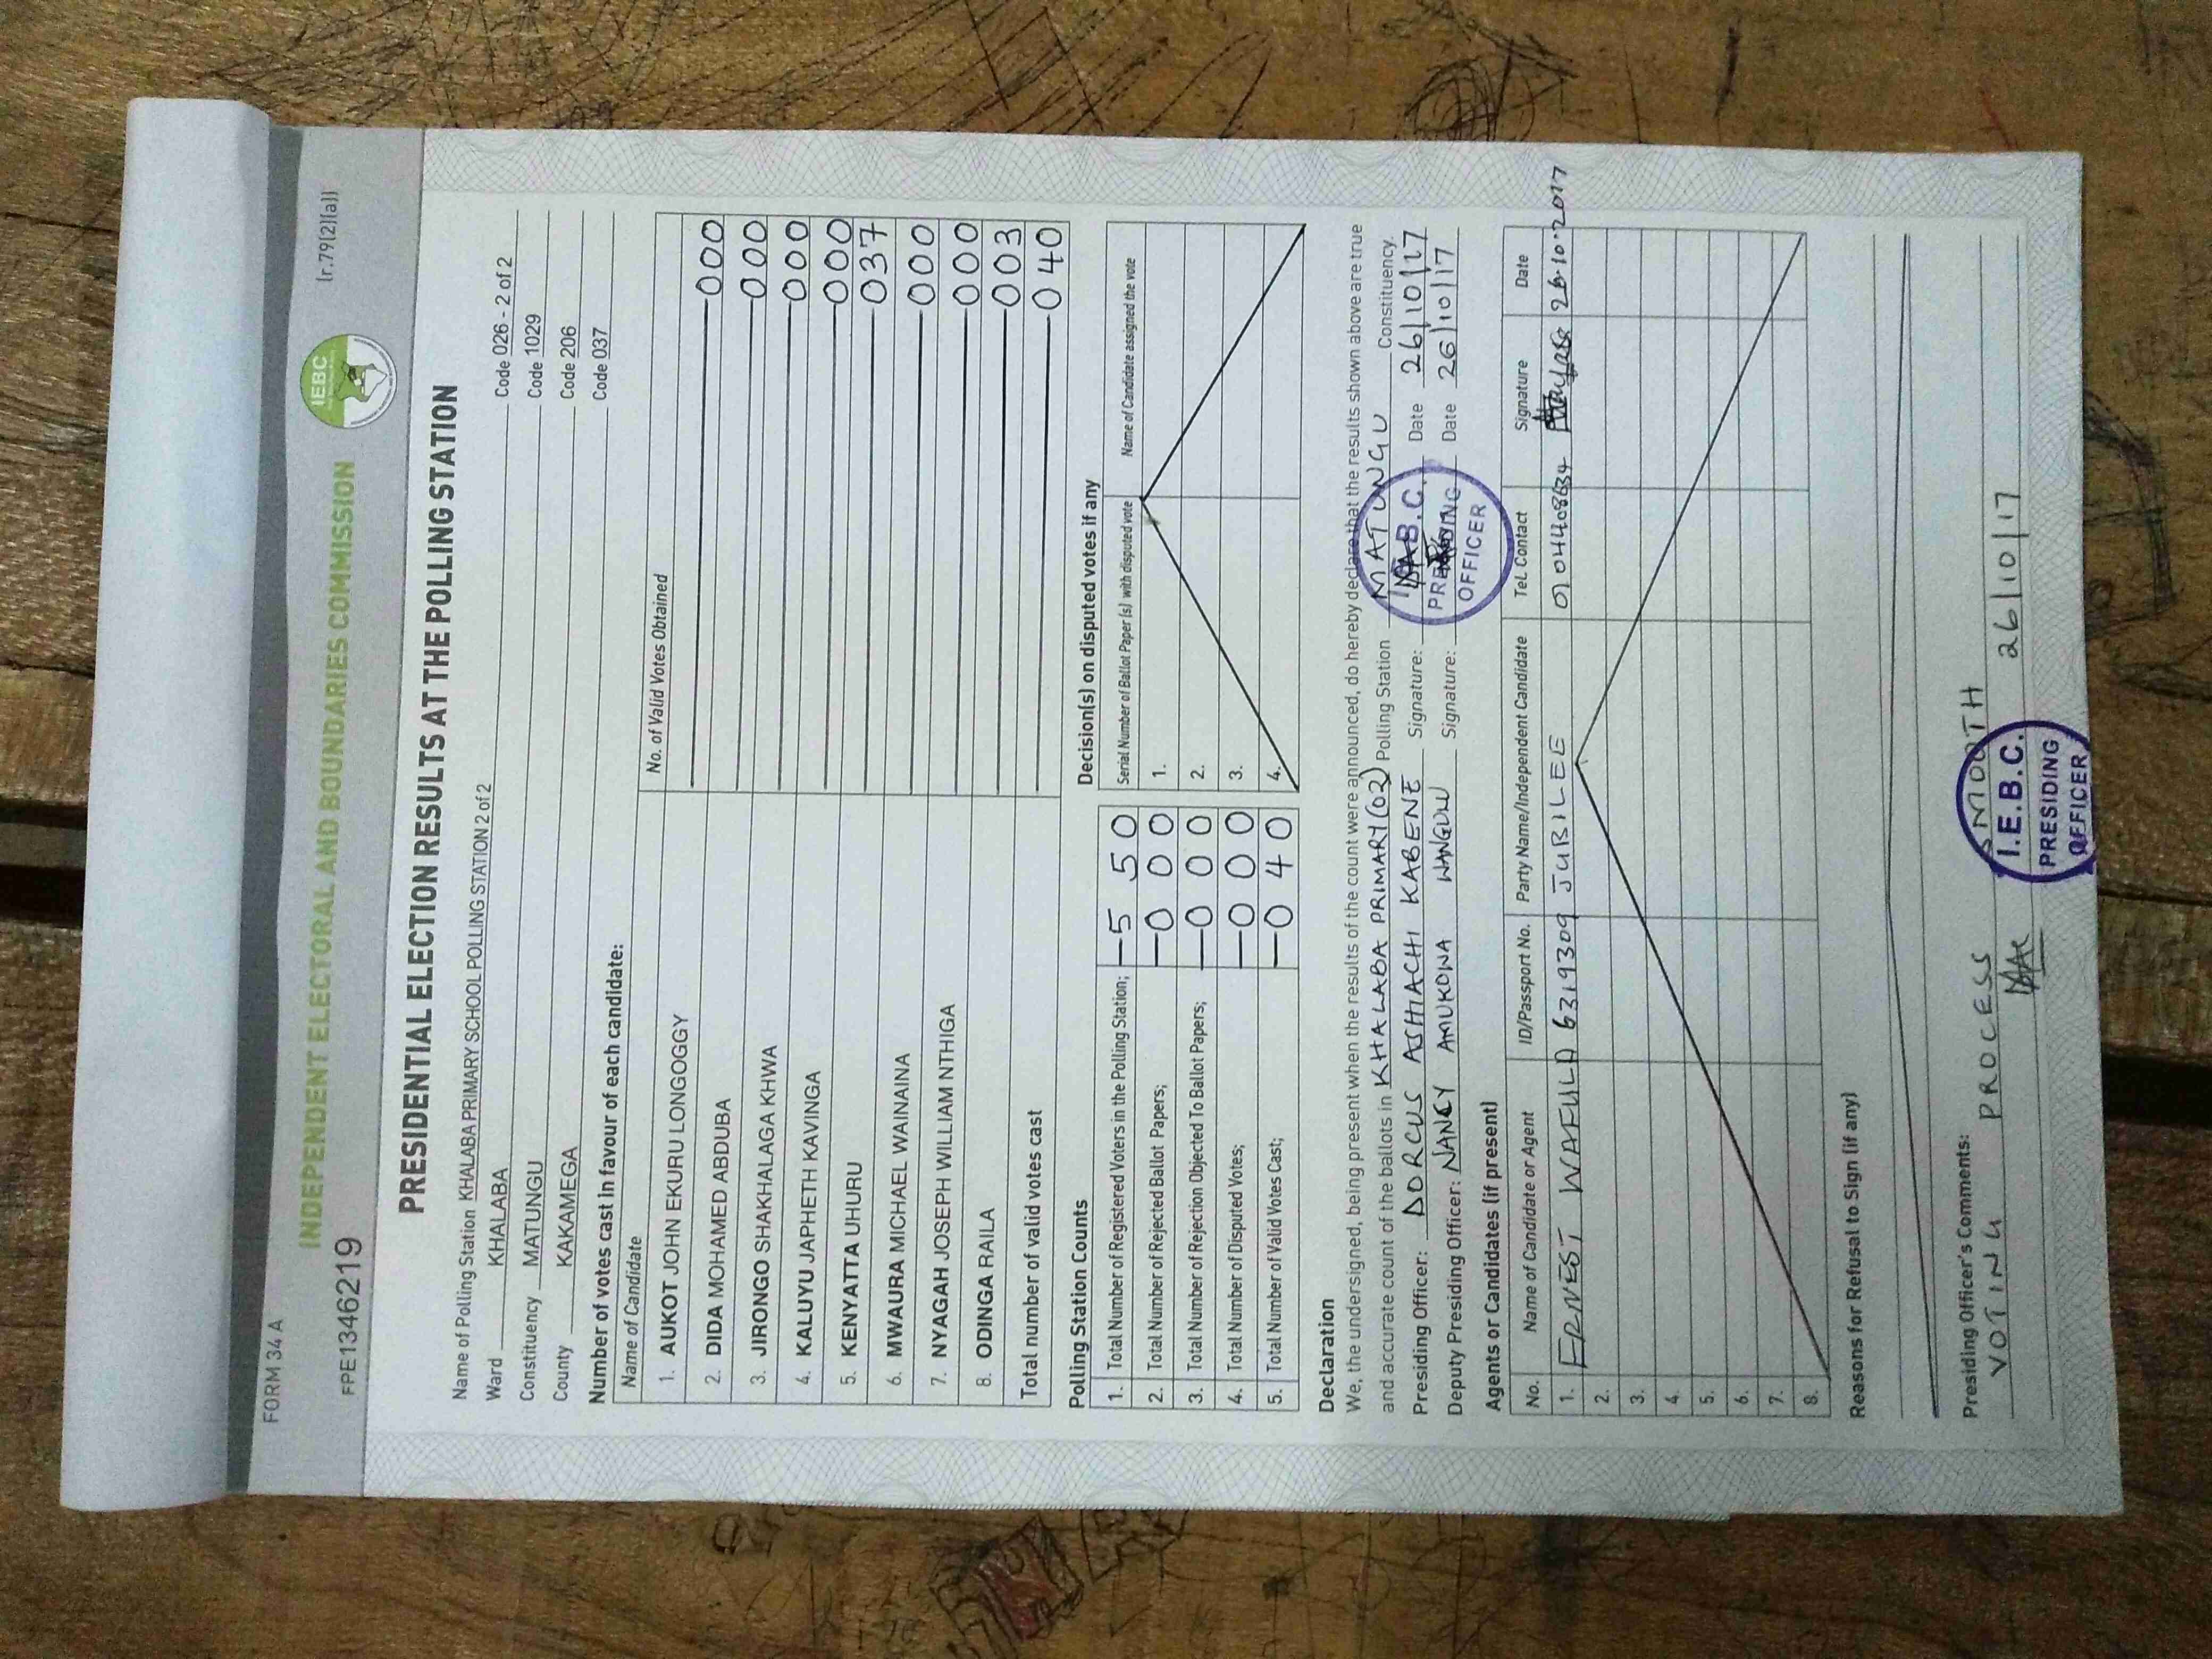 FORM 34 A
INDEPENDENT ELECTORAL AND BOUNDARIES COMMISSION
IEBC
(r.79(2)(a))
FPE1346219
PRESIDENTIAL ELECTION RESULTS AT THE POLLING STATION
Name of Polling Station KHALABA PRIMARY SCHOOL POLLING STATION 2 of 2 Code 026 - 2 of 2
Ward KHALABA Code 1029
Constituency MATUNGU Code 206
County KAKAMEGA Code 037
Number of votes cast in favour of each candidate:
Name of Candidate No. of Valid Votes Obtained
1. AUKOT JOHN EKURU LONGOGGY 000
2. DIDA MOHAMED ABDUBA 000
3. JIRONGO SHAKHALAGA KHWA 000
4. KALUYU JAPHETH KAVINGA 000
5. KENYATTA UHURU 037
6. MWAURA MICHAEL WAINAINA 000
7. NYAGAH JOSEPH WILLIAM NTHIGA 000
8. ODINGA RAILA 003
Total number of valid votes cast 040
Polling Station Counts
1. Total Number of Registered Voters in the Polling Station; 550
2. Total Number of Rejected Ballot Papers; 000
3. Total Number of Rejection Objected To Ballot Papers; 000
4. Total Number of Disputed Votes; 000
5. Total Number of Valid Votes Cast; 040
Decision(s) on disputed votes if any
Serial Number of Ballot Paper (s) with disputed vote Name of Candidate assigned the vote
1.
2.
3.
4.
Declaration
We, the undersigned, being present when the results of the count were announced, do hereby declare that the results shown above are true
and accurate count of the ballots in KHALABA PRIMARY (02) Polling Station MATUNGU Constituency.
Presiding Officer: DORCUS ASHIACHI KABENE Signature: Date 26/10/17
Deputy Presiding Officer: NANCY AMUKOWA WANGUU Signature: Date 26/10/17
I.E.B.C.
PRESIDING
OFFICER
Agents or Candidates (if present)
No. Name of Candidate or Agent ID/Passport No. Party Name/Independent Candidate Tel. Contact Signature Date
1. ERNEST WAFULA 6319309 JUBILEE 26.10.2017
2.
3.
4.
5.
6.
7.
8.
Reasons for Refusal to Sign (if any)
Presiding Officer's Comments:
VOTING PROCESS SMOOTH
26/10/17
I.E.B.C.
PRESIDING
OFFICER